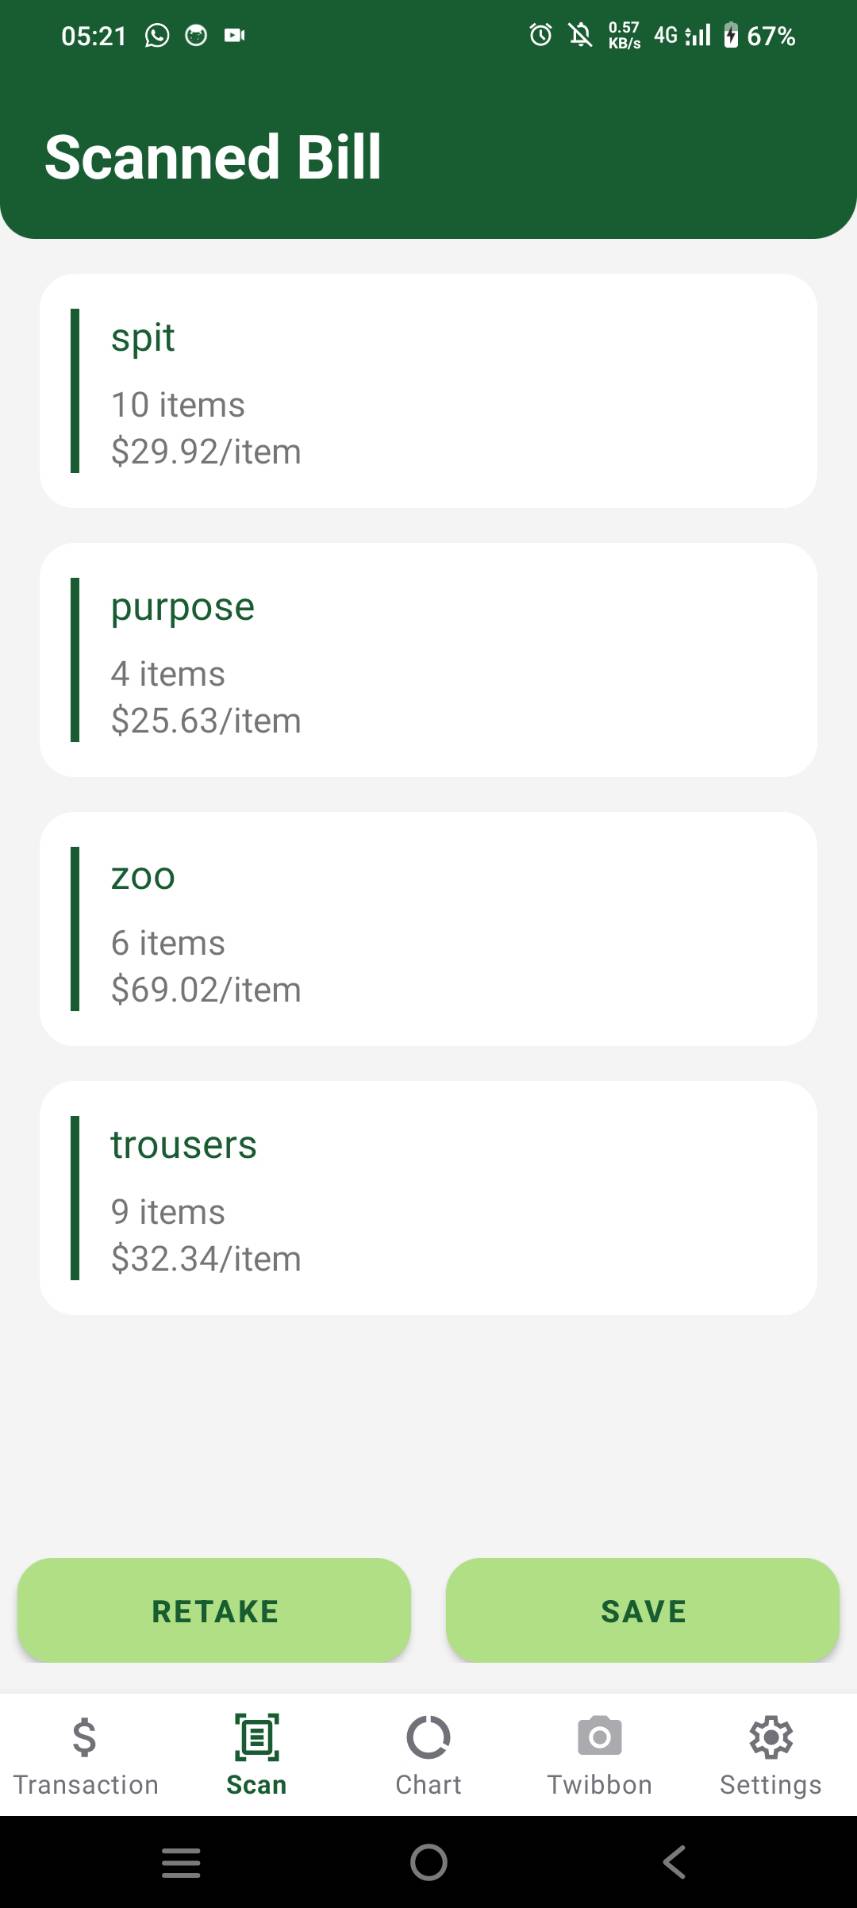 05:21
0.57
KB/s
4G
67%
Scanned Bill
spit
10 items
$29.92/item
purpose
4 items
$25.63/item
zoo
6 items
$69.02/item
trousers
9 items
$32.34/item
RETAKE
SAVE
Transaction
Scan
Chart
Twibbon
Settings